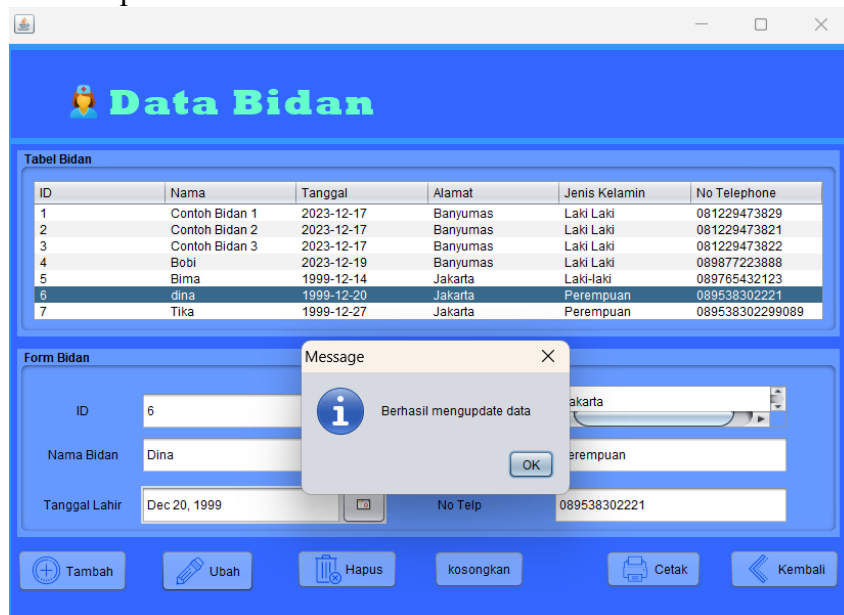 Data Bidan
Tabel Bidan
ID Nama Tanggal Alamat Jenis Kelamin No Telephone
1 Contoh Bidan 1 2023-12-17 Banyumas Laki Laki 081229473829
2 Contoh Bidan 2 2023-12-17 Banyumas Laki Laki 081229473821
3 Contoh Bidan 3 2023-12-17 Banyumas Laki Laki 081229473822
4 Bobi 2023-12-19 Banyumas Laki Laki 089877223888
5 Bima 1999-12-14 Jakarta Laki-laki 089765432123
6 dina 1999-12-20 Jakarta Perempuan 089538302221
7 Tika 1999-12-27 Jakarta Perempuan 089538302299089
Form Bidan
Message
Berhasil mengupdate data
OK
ID 6 akarta
Nama Bidan Dina erempuan
Tanggal Lahir Dec 20, 1999 No Telp 089538302221
Tambah Ubah Hapus kosongkan Cetak Kembali